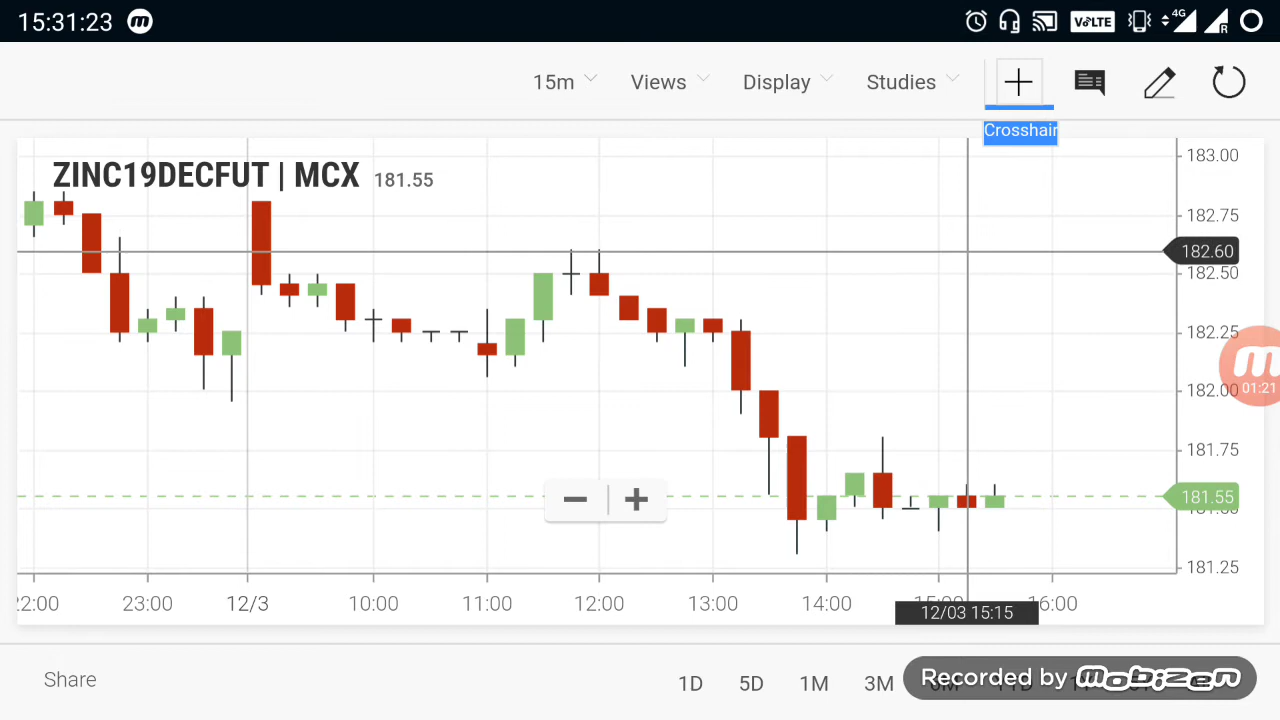 15:31:23
VoLTE
4G
R
15m
Views
Display
Studies
Crosshair
ZINC19DECFUT | MCX 181.55
183.00
182.75
182.60
182.50
182.25
182.00
01:21
181.75
181.55
181.25
22:00
23:00
12/3
10:00
11:00
12:00
13:00
14:00
16:00
12/03 15:15
Share
1D
5D
1M
3M
Recorded by mobizen